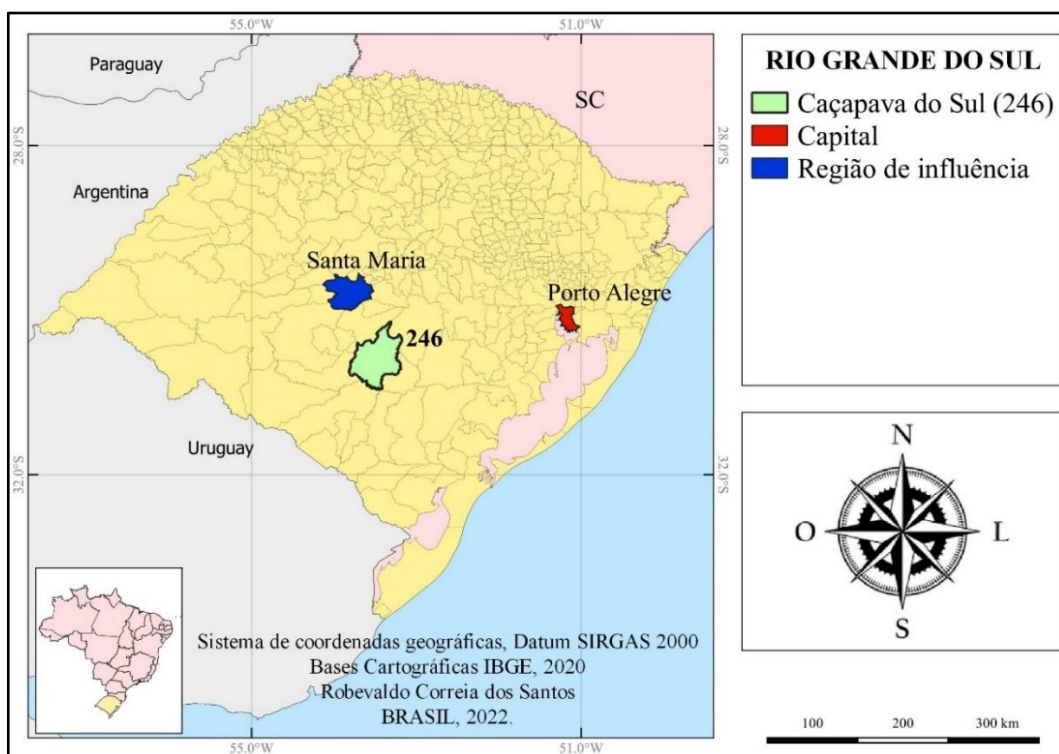 55.0°W 51.0°W
Paraguay
SC
28.0°S 28.0°S
Argentina
Santa Maria
Porto Alegre
246
Uruguay
32.0°S 32.0°S
Sistema de coordenadas geográficas, Datum SIRGAS 2000
Bases Cartográficas IBGE, 2020
Robevaldo Correia dos Santos
BRASIL, 2022.
55.0°W 51.0°W
RIO GRANDE DO SUL
Caçapava do Sul (246)
Capital
Região de influência
N
O L
S
100 200 300 km